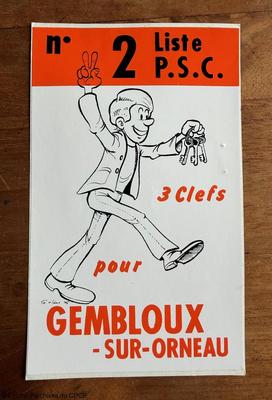 n° 2 Liste
P.S.C.
3 Clefs
pour
GEMBLOUX
-SUR-ORNEAU